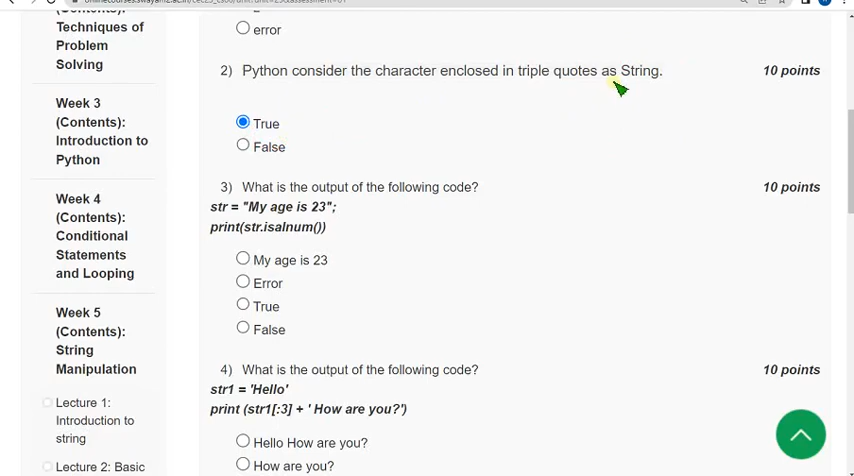 Techniques of
Problem
Solving
Week 3
(Contents):
Introduction to
Python
Week 4
(Contents):
Conditional
Statements
and Looping
Week 5
(Contents):
String
Manipulation
Lecture 1:
Introduction to
string
Lecture 2: Basic
error
2) Python consider the character enclosed in triple quotes as String. 10 points
True
False
3) What is the output of the following code? 10 points
str = "My age is 23";
print(str.isalnum())
My age is 23
Error
True
False
4) What is the output of the following code? 10 points
str1 = 'Hello'
print (str1[:3] + ' How are you?')
Hello How are you?
How are you?